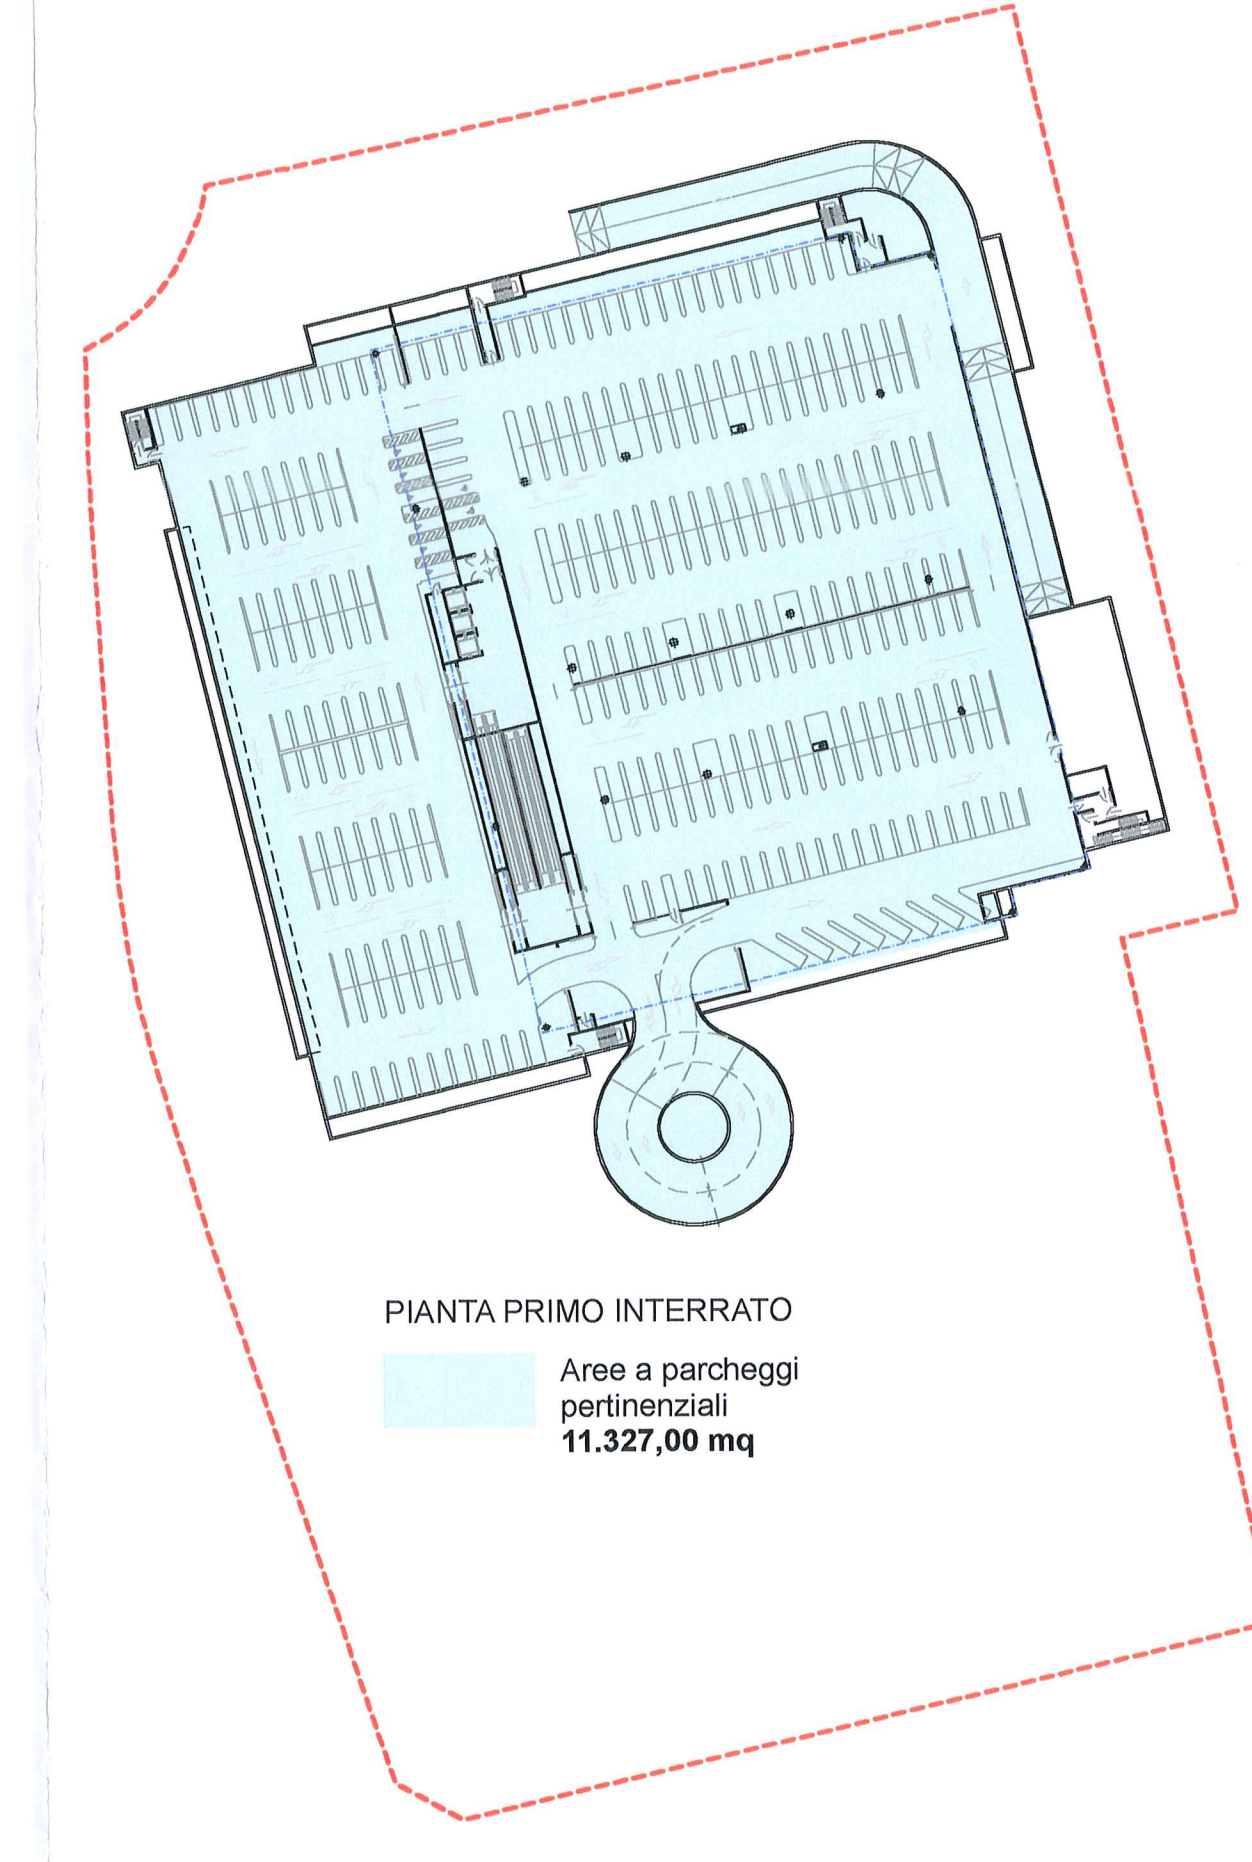 PIANTA PRIMO INTERRATO
Aree a parcheggi
pertinenziali
11.327,00 mq